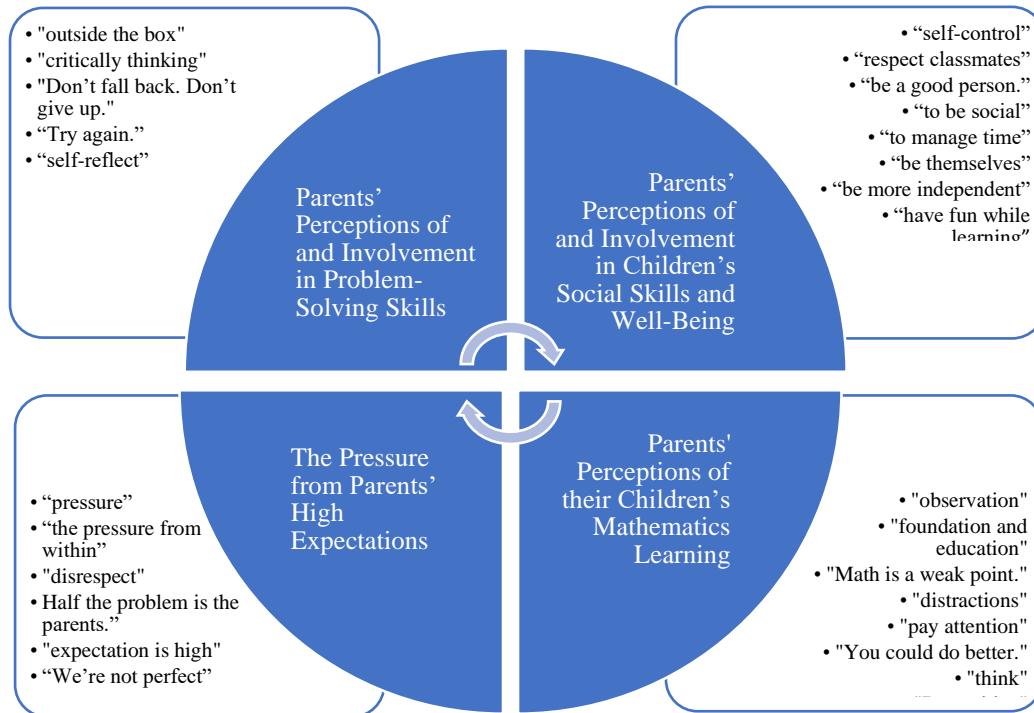 • "outside the box"
• "critically thinking"
• "Don’t fall back. Don’t
give up."
• “Try again.”
• “self-reflect”
• “self-control”
• “respect classmates”
• “be a good person.”
• “to be social”
• “to manage time”
• “be themselves”
• “be more independent”
• “have fun while
learning”
Parents’
Perceptions of
and Involvement
in Problem-
Solving Skills
Parents’
Perceptions of
and Involvement
in Children’s
Social Skills and
Well-Being
The Pressure
from Parents’
High
Expectations
Parents'
Perceptions of
their Children’s
Mathematics
Learning
• “pressure”
• “the pressure from
within”
• "disrespect"
• Half the problem is the
parents.”
• "expectation is high"
• “We’re not perfect”
• "observation"
• "foundation and
education"
• "Math is a weak point."
• "distractions"
• "pay attention"
• "You could do better."
• "think"